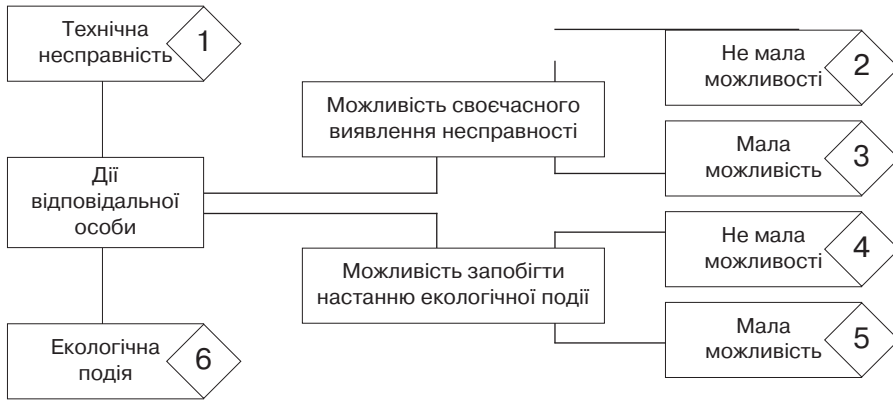 Технічна
несправність
1
Дії
відповідальної
особи
Екологічна
подія
6
Можливість своєчасного
виявлення несправності
Не мала
можливості
2
Мала
можливість
3
Можливість запобігти
настанню екологічної події
Не мала
можливості
4
Мала
можливість
5